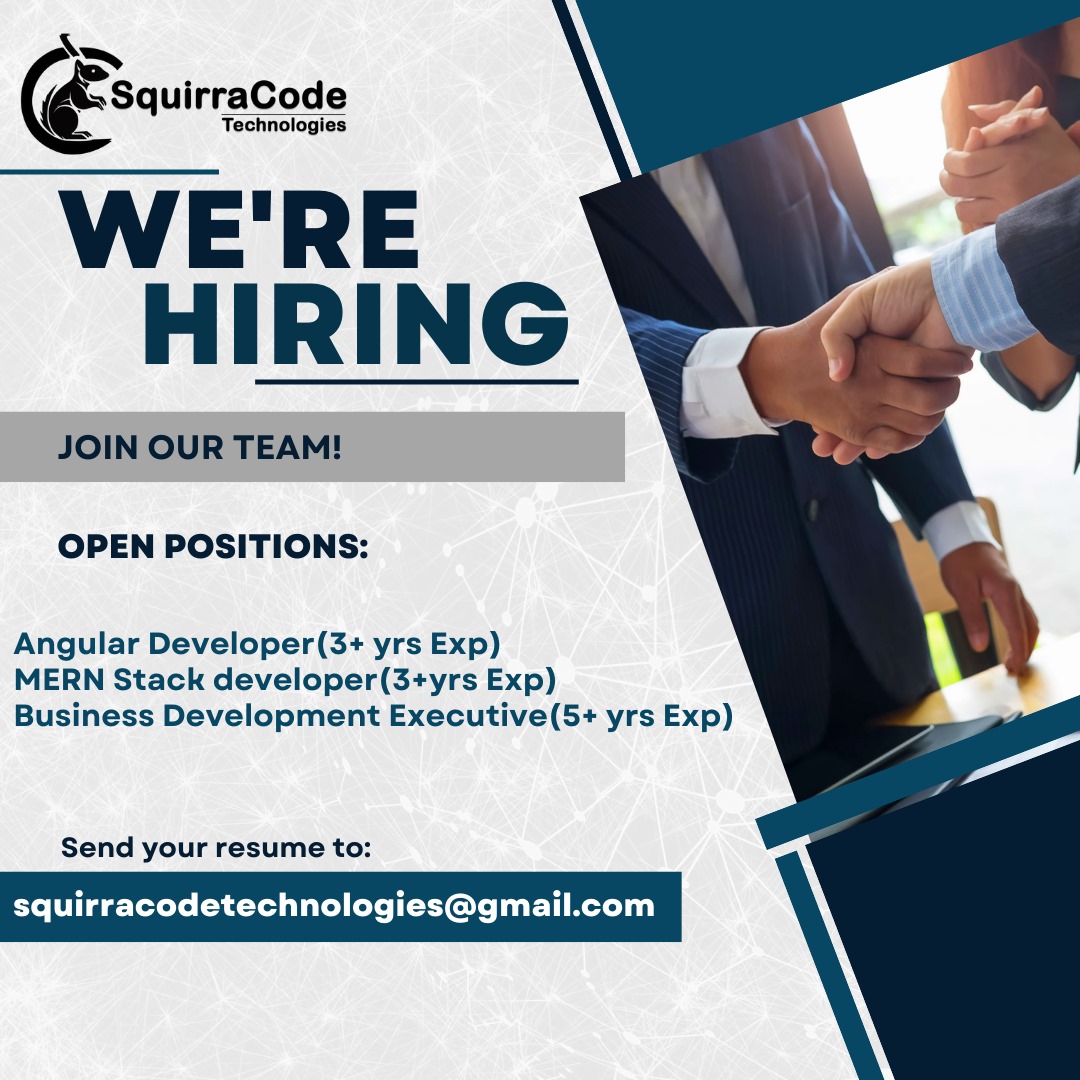 SquirraCode
Technologies
WE'RE
HIRING
JOIN OUR TEAM!
OPEN POSITIONS:
Angular Developer(3+ yrs Exp)
MERN Stack developer(3+yrs Exp)
Business Development Executive(5+ yrs Exp)
Send your resume to:
squirracodetechnologies@gmail.com